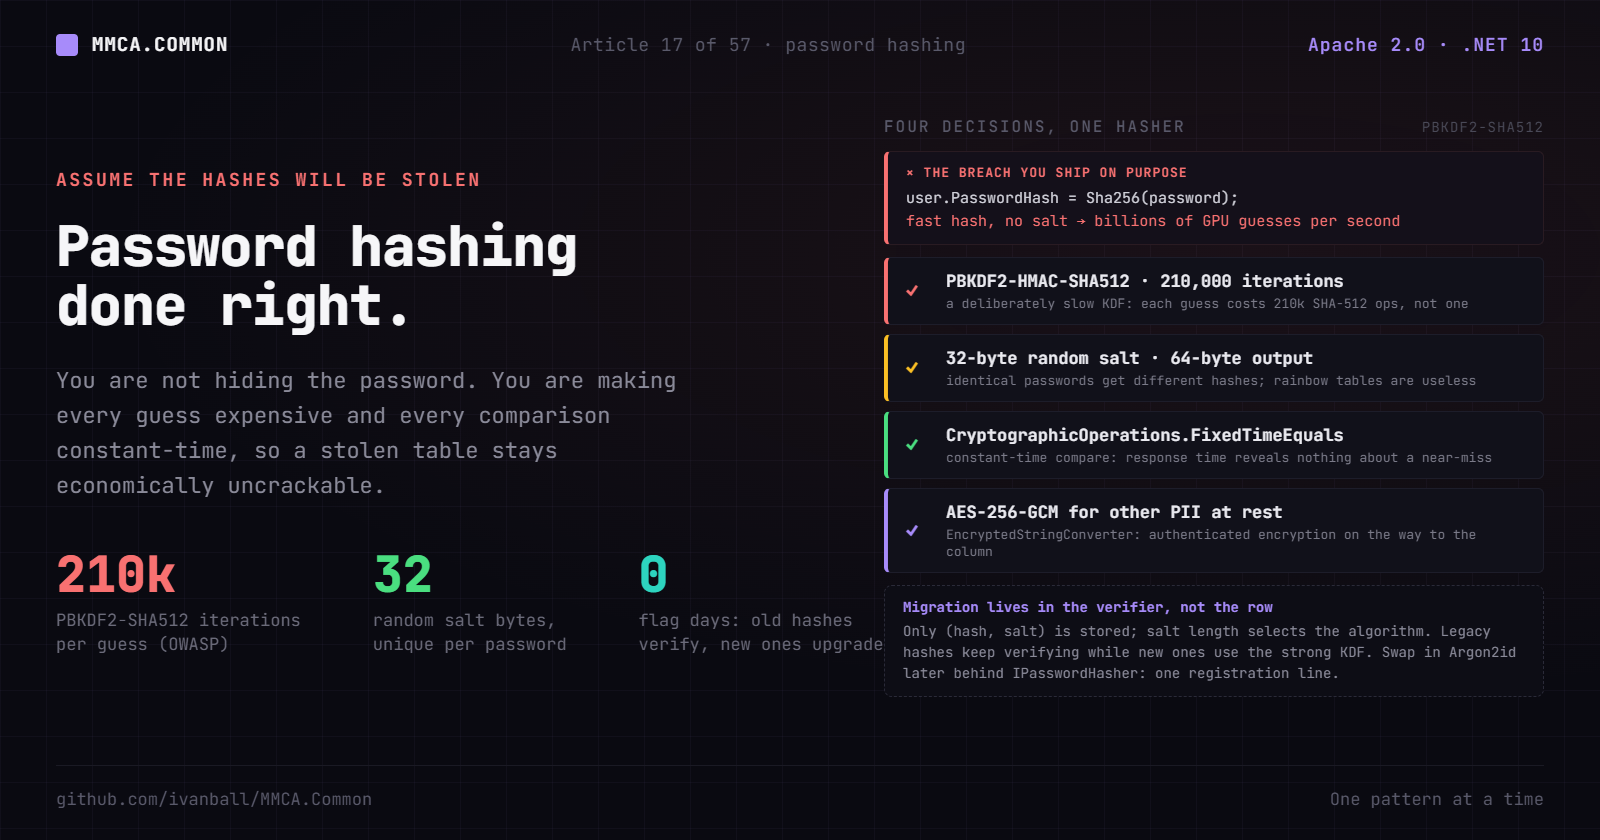 MMCA.COMMON
Article 17 of 57 · password hashing
Apache 2.0 · .NET 10
ASSUME THE HASHES WILL BE STOLEN
Password hashing
done right.
You are not hiding the password. You are making
every guess expensive and every comparison
constant-time, so a stolen table stays
economically uncrackable.
210k
PBKDF2-SHA512 iterations
per guess (OWASP)
32
random salt bytes,
unique per password
0
flag days: old hashes
verify, new ones upgrade
FOUR DECISIONS, ONE HASHER
PBKDF2-SHA512
× THE BREACH YOU SHIP ON PURPOSE
user.PasswordHash = Sha256(password);
fast hash, no salt → billions of GPU guesses per second
✓ PBKDF2-HMAC-SHA512 · 210,000 iterations
a deliberately slow KDF: each guess costs 210k SHA-512 ops, not one
✓ 32-byte random salt · 64-byte output
identical passwords get different hashes; rainbow tables are useless
✓ CryptographicOperations.FixedTimeEquals
constant-time compare: response time reveals nothing about a near-miss
✓ AES-256-GCM for other PII at rest
EncryptedStringConverter: authenticated encryption on the way to the
column
Migration lives in the verifier, not the row
Only (hash, salt) is stored; salt length selects the algorithm. Legacy
hashes keep verifying while new ones use the strong KDF. Swap in Argon2id
later behind IPasswordHasher: one registration line.
github.com/ivanball/MMCA.Common
One pattern at a time